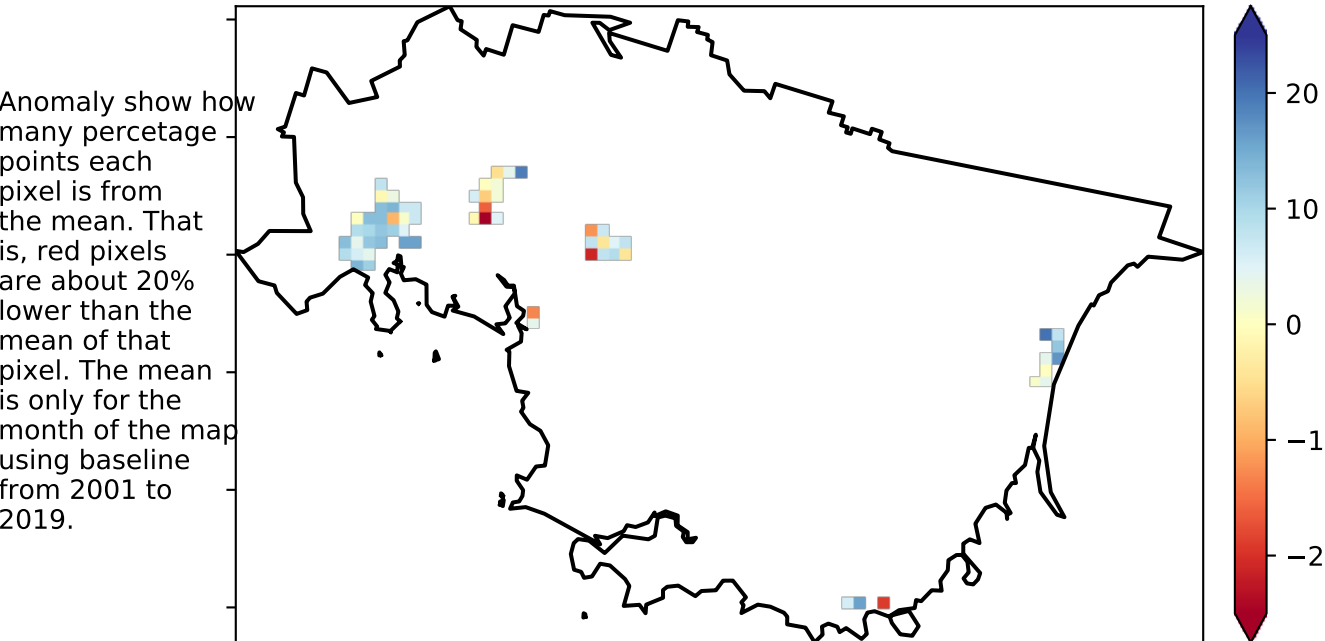 Anomaly show how
many percetage
points each
pixel is from
the mean. That
is, red pixels
are about 20%
lower than the
mean of that
pixel. The mean
is only for the
month of the map
using baseline
from 2001 to
2019.
20
10
0
−1
−2